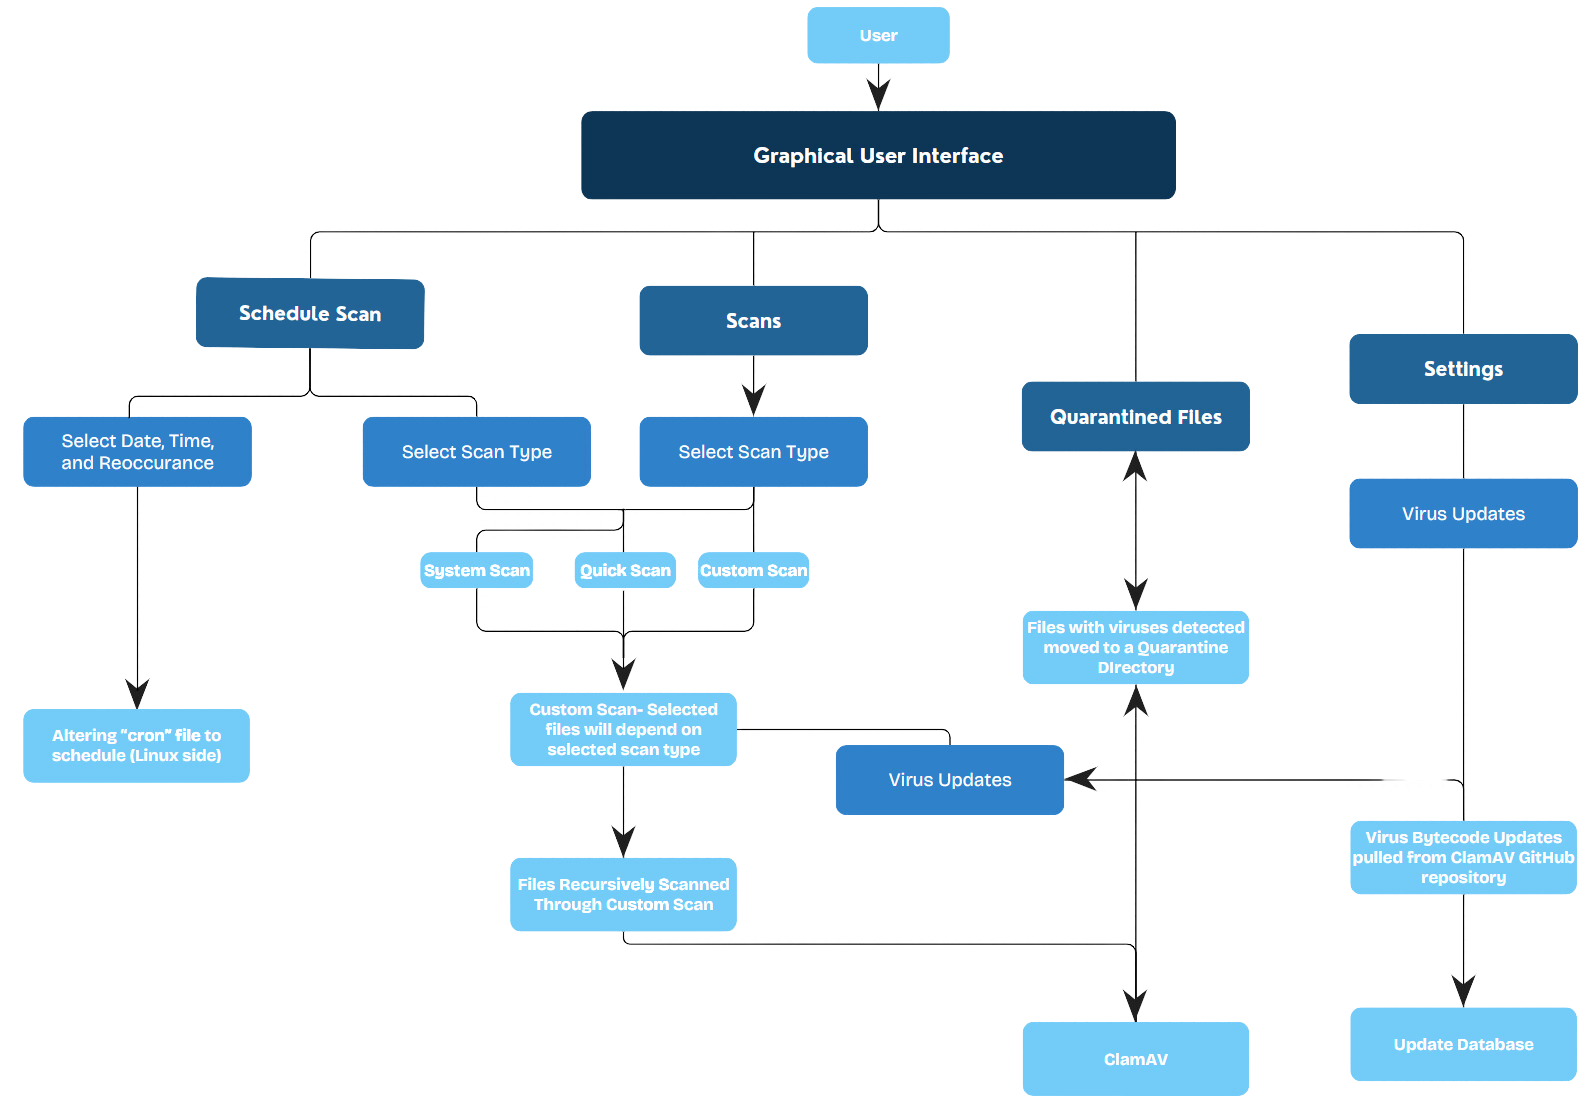 User
Graphical User Interface
Schedule Scan
Scans
Settings
Quarantined Files
Select Date, Time,
and Reoccurance
Select Scan Type
Select Scan Type
Virus Updates
System Scan
Quick Scan
Custom Scan
Files with viruses detected
moved to a Quarantine
DIrectory
Custom Scan- Selected
files will depend on
selected scan type
Altering "cron" file to
schedule (Linux side)
Virus Updates
Virus Bytecode Updates
pulled from ClamAV GitHub
repository
Files Recursively Scanned
Through Custom Scan
ClamAV
Update Database